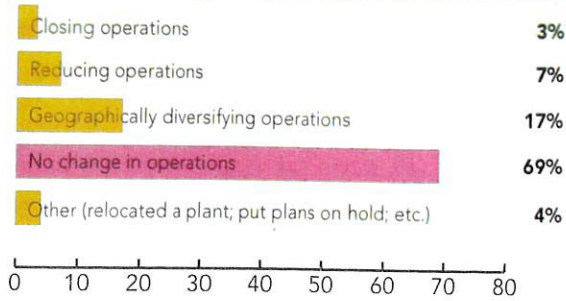 Closing operations 3%
Reducing operations 7%
Geographically diversifying operations 17%
No change in operations 69%
Other (relocated a plant; put plans on hold; etc.) 4%
0 10 20 30 40 50 60 70 80